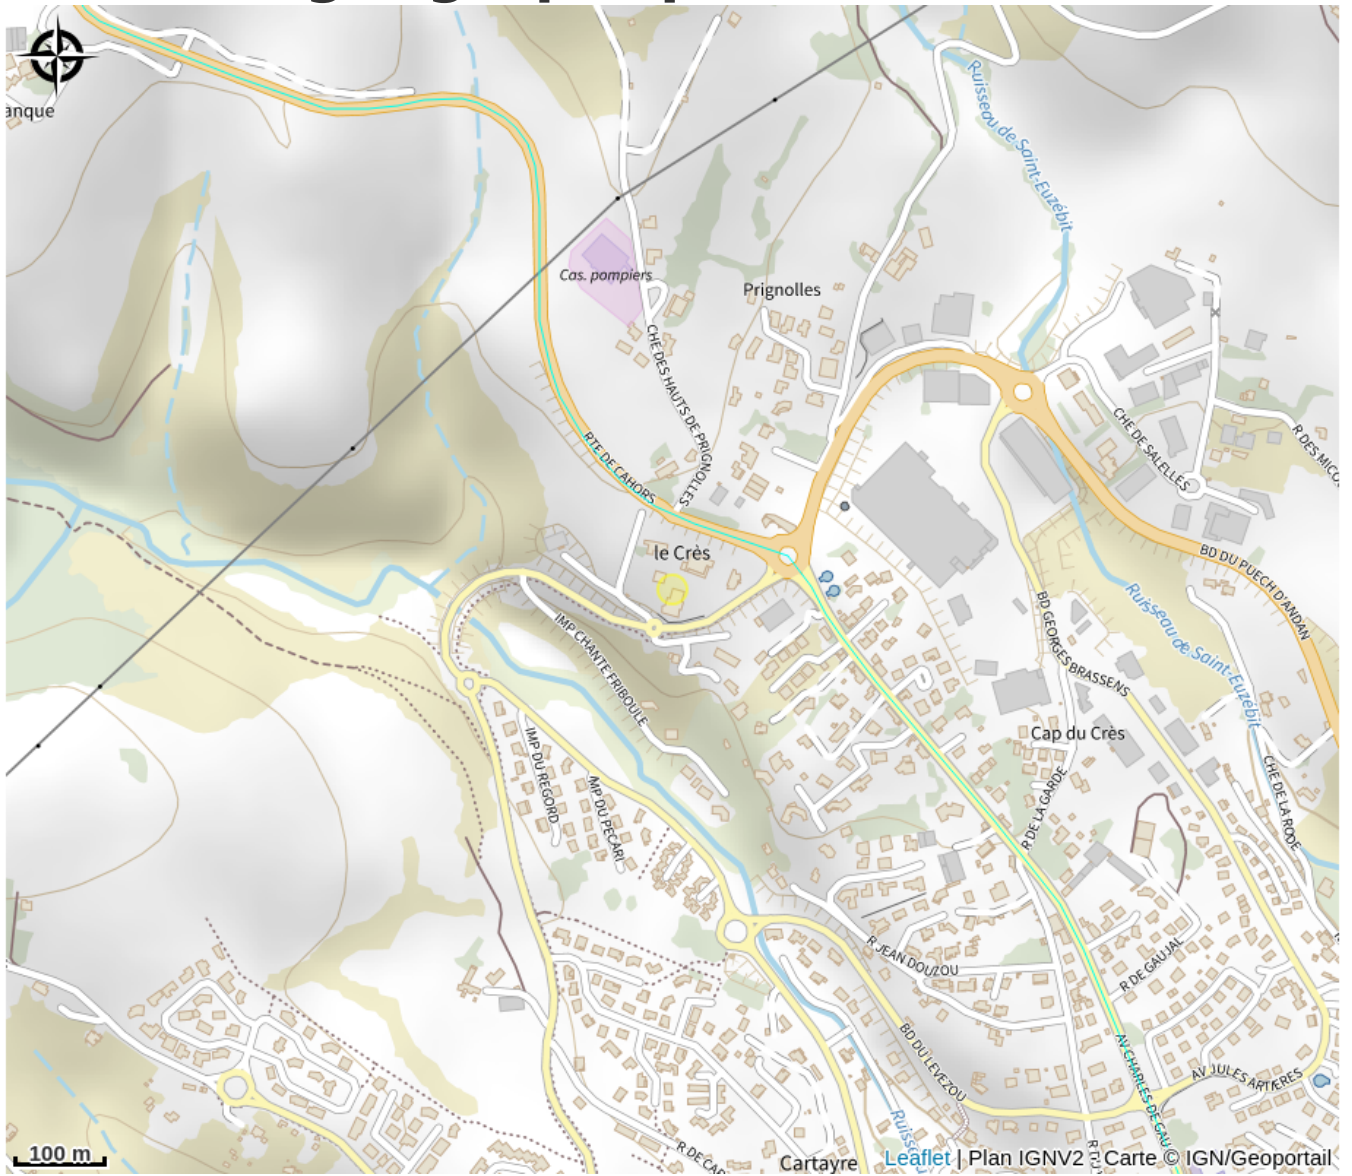 anque
Ruisseau de Saint-Euzébit
Cas. pompiers
Prignolles
CHE DES HAUTS DE PRIGNOLLES
RTE DE CAHORS
CHE DE SALELLES
R DES MICO
le Crès
BD DU PUECH D'ANDAN
IMP CHANTE FRIBOULE
BD GEORGES BRASSENS
Ruisseau de Saint-Euzébit
Cap du Crès
IMP DU REGORD
IMP DU PECARI
R DE LA GARDE
CHE DE LA RODE
R JEAN DOUZOU
R DE GAUJAL
BD DU LEVEZOU
AV CHARLES DE GAU
AV JULES ARTIERES
Ruisse
R DE CAP
Cartayre
100 m
Leaflet | Plan IGNV2 - Carte © IGN/Geoportail